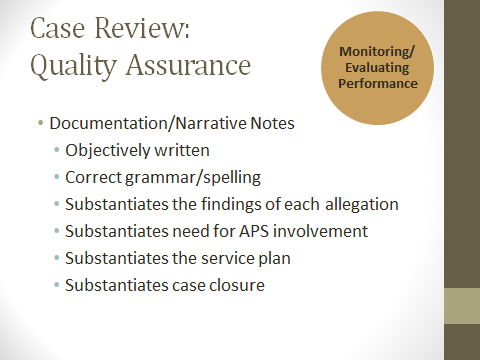 Case Review:
Quality Assurance
Monitoring/
Evaluating
Performance
• Documentation/Narrative Notes
• Objectively written
• Correct grammar/spelling
• Substantiates the findings of each allegation
• Substantiates need for APS involvement
• Substantiates the service plan
• Substantiates case closure